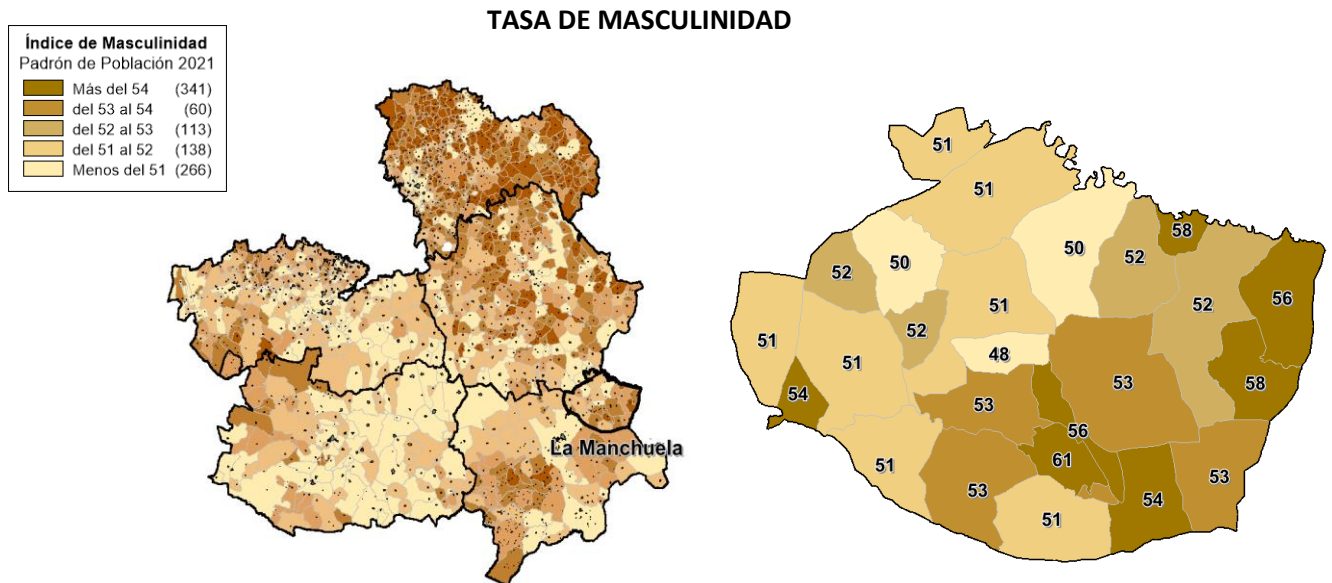 TASA DE MASCULINIDAD
Índice de Masculinidad
Padrón de Población 2021
Más del 54 (341)
del 53 al 54 (60)
del 52 al 53 (113)
del 51 al 52 (138)
Menos del 51 (266)
La Manchuela
51
51
58
50
50
52
52
56
52
51
52
51
52
51
48
58
53
54
53
56
61
51
53
53
54
51